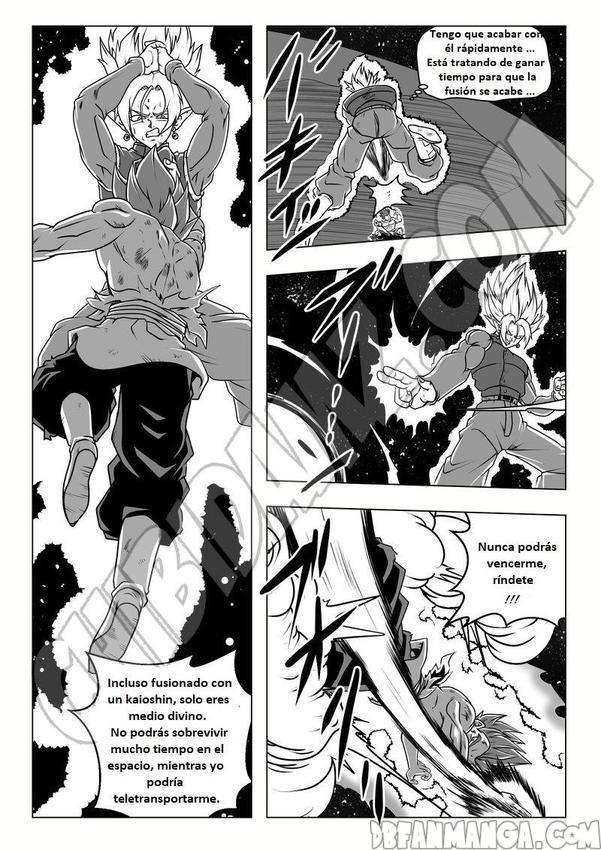 Incluso fusionado con
un kaioshin, solo eres
medio divino.
No podrás sobrevivir
mucho tiempo en el
espacio, mientras yo
podría
teletransportarme.
Tengo que acabar con
él rápidamente ...
Está tratando de ganar
tiempo para que la
fusión se acabe ...
Nunca podrás
vencerme,
ríndete
!!!
DBFANMANGA.COM